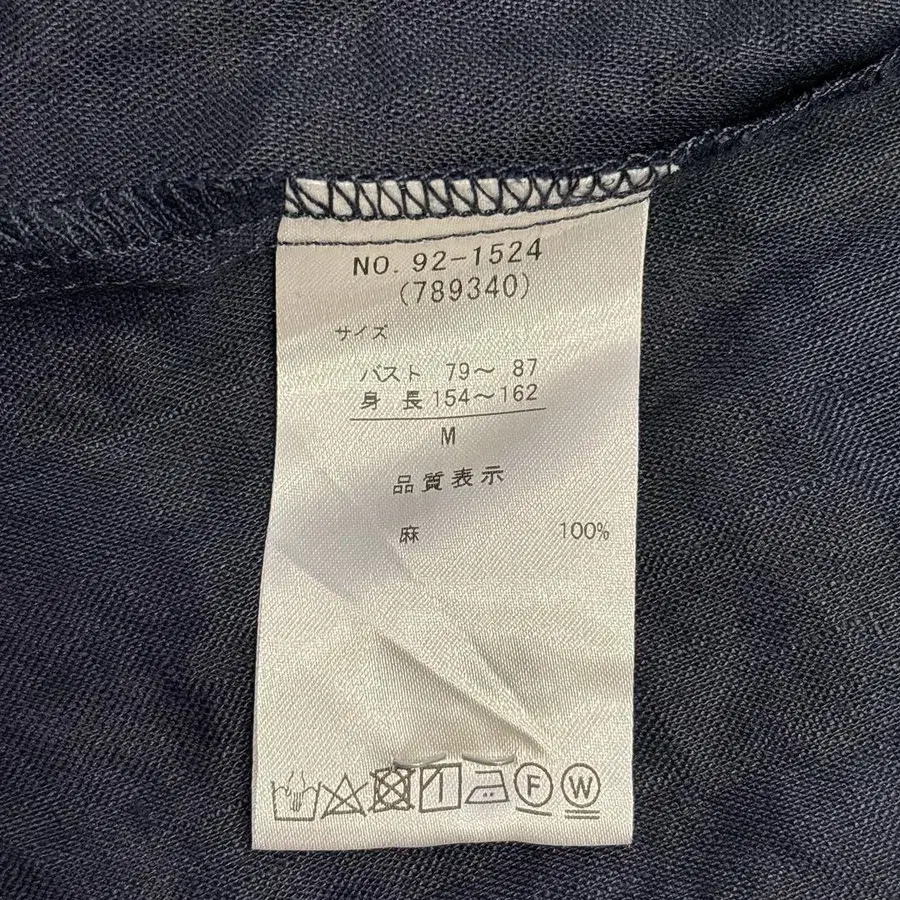 NO. 92-1524
(789340)
サイズ
バスト 79〜 87
身 長 154〜162
M
品質表示
麻 100%
F W